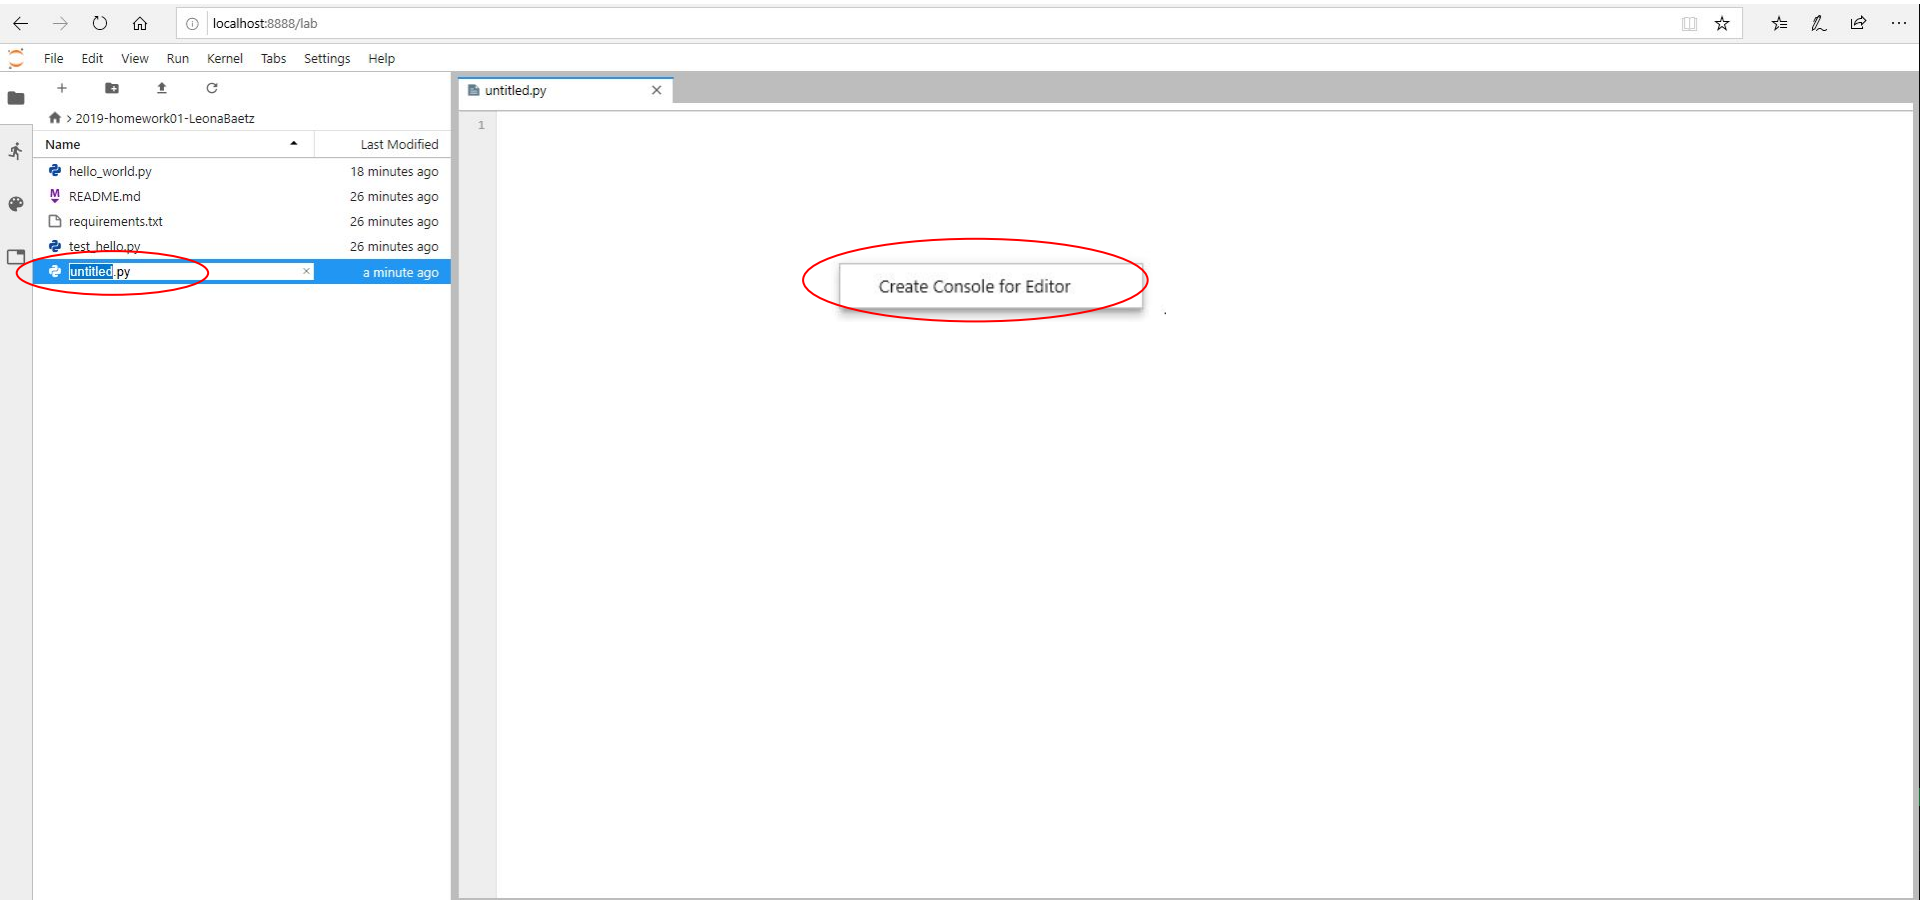 localhost:8888/lab
File Edit View Run Kernel Tabs Settings Help
> 2019-homework01-LeonaBaetz
Name Last Modified
hello_world.py 18 minutes ago
README.md 26 minutes ago
requirements.txt 26 minutes ago
test_hello.py 26 minutes ago
untitled.py a minute ago
untitled.py
1
Create Console for Editor